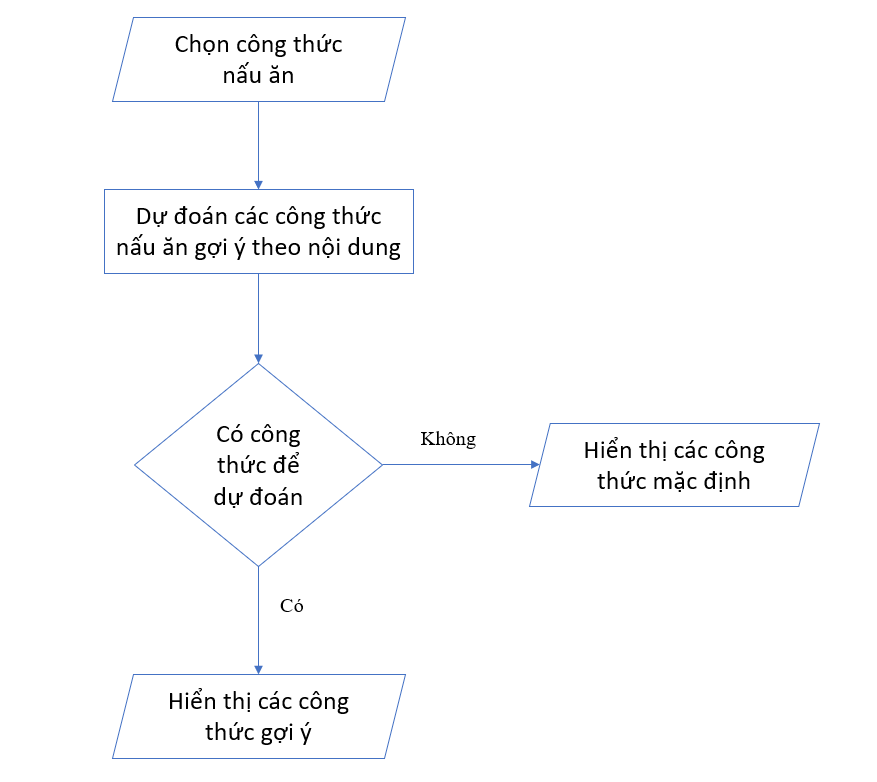 Chọn công thức
nấu ăn
Dự đoán các công thức
nấu ăn gợi ý theo nội dung
Có công
thức để
dự đoán
Không
Hiển thị các công
thức mặc định
Có
Hiển thị các công
thức gợi ý